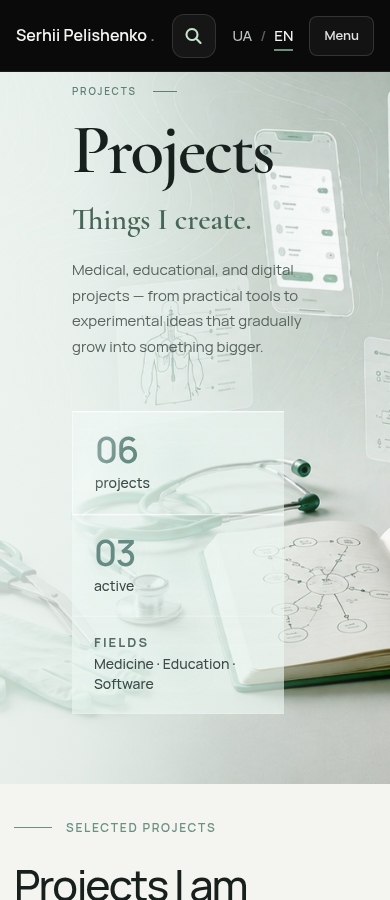 Serhii Pelishenko .
UA / EN
Menu
PROJECTS
Projects
Things I create.
Medical, educational, and digital
projects — from practical tools to
experimental ideas that gradually
grow into something bigger.
06
projects
03
active
FIELDS
Medicine · Education ·
Software
SELECTED PROJECTS
Projects I am